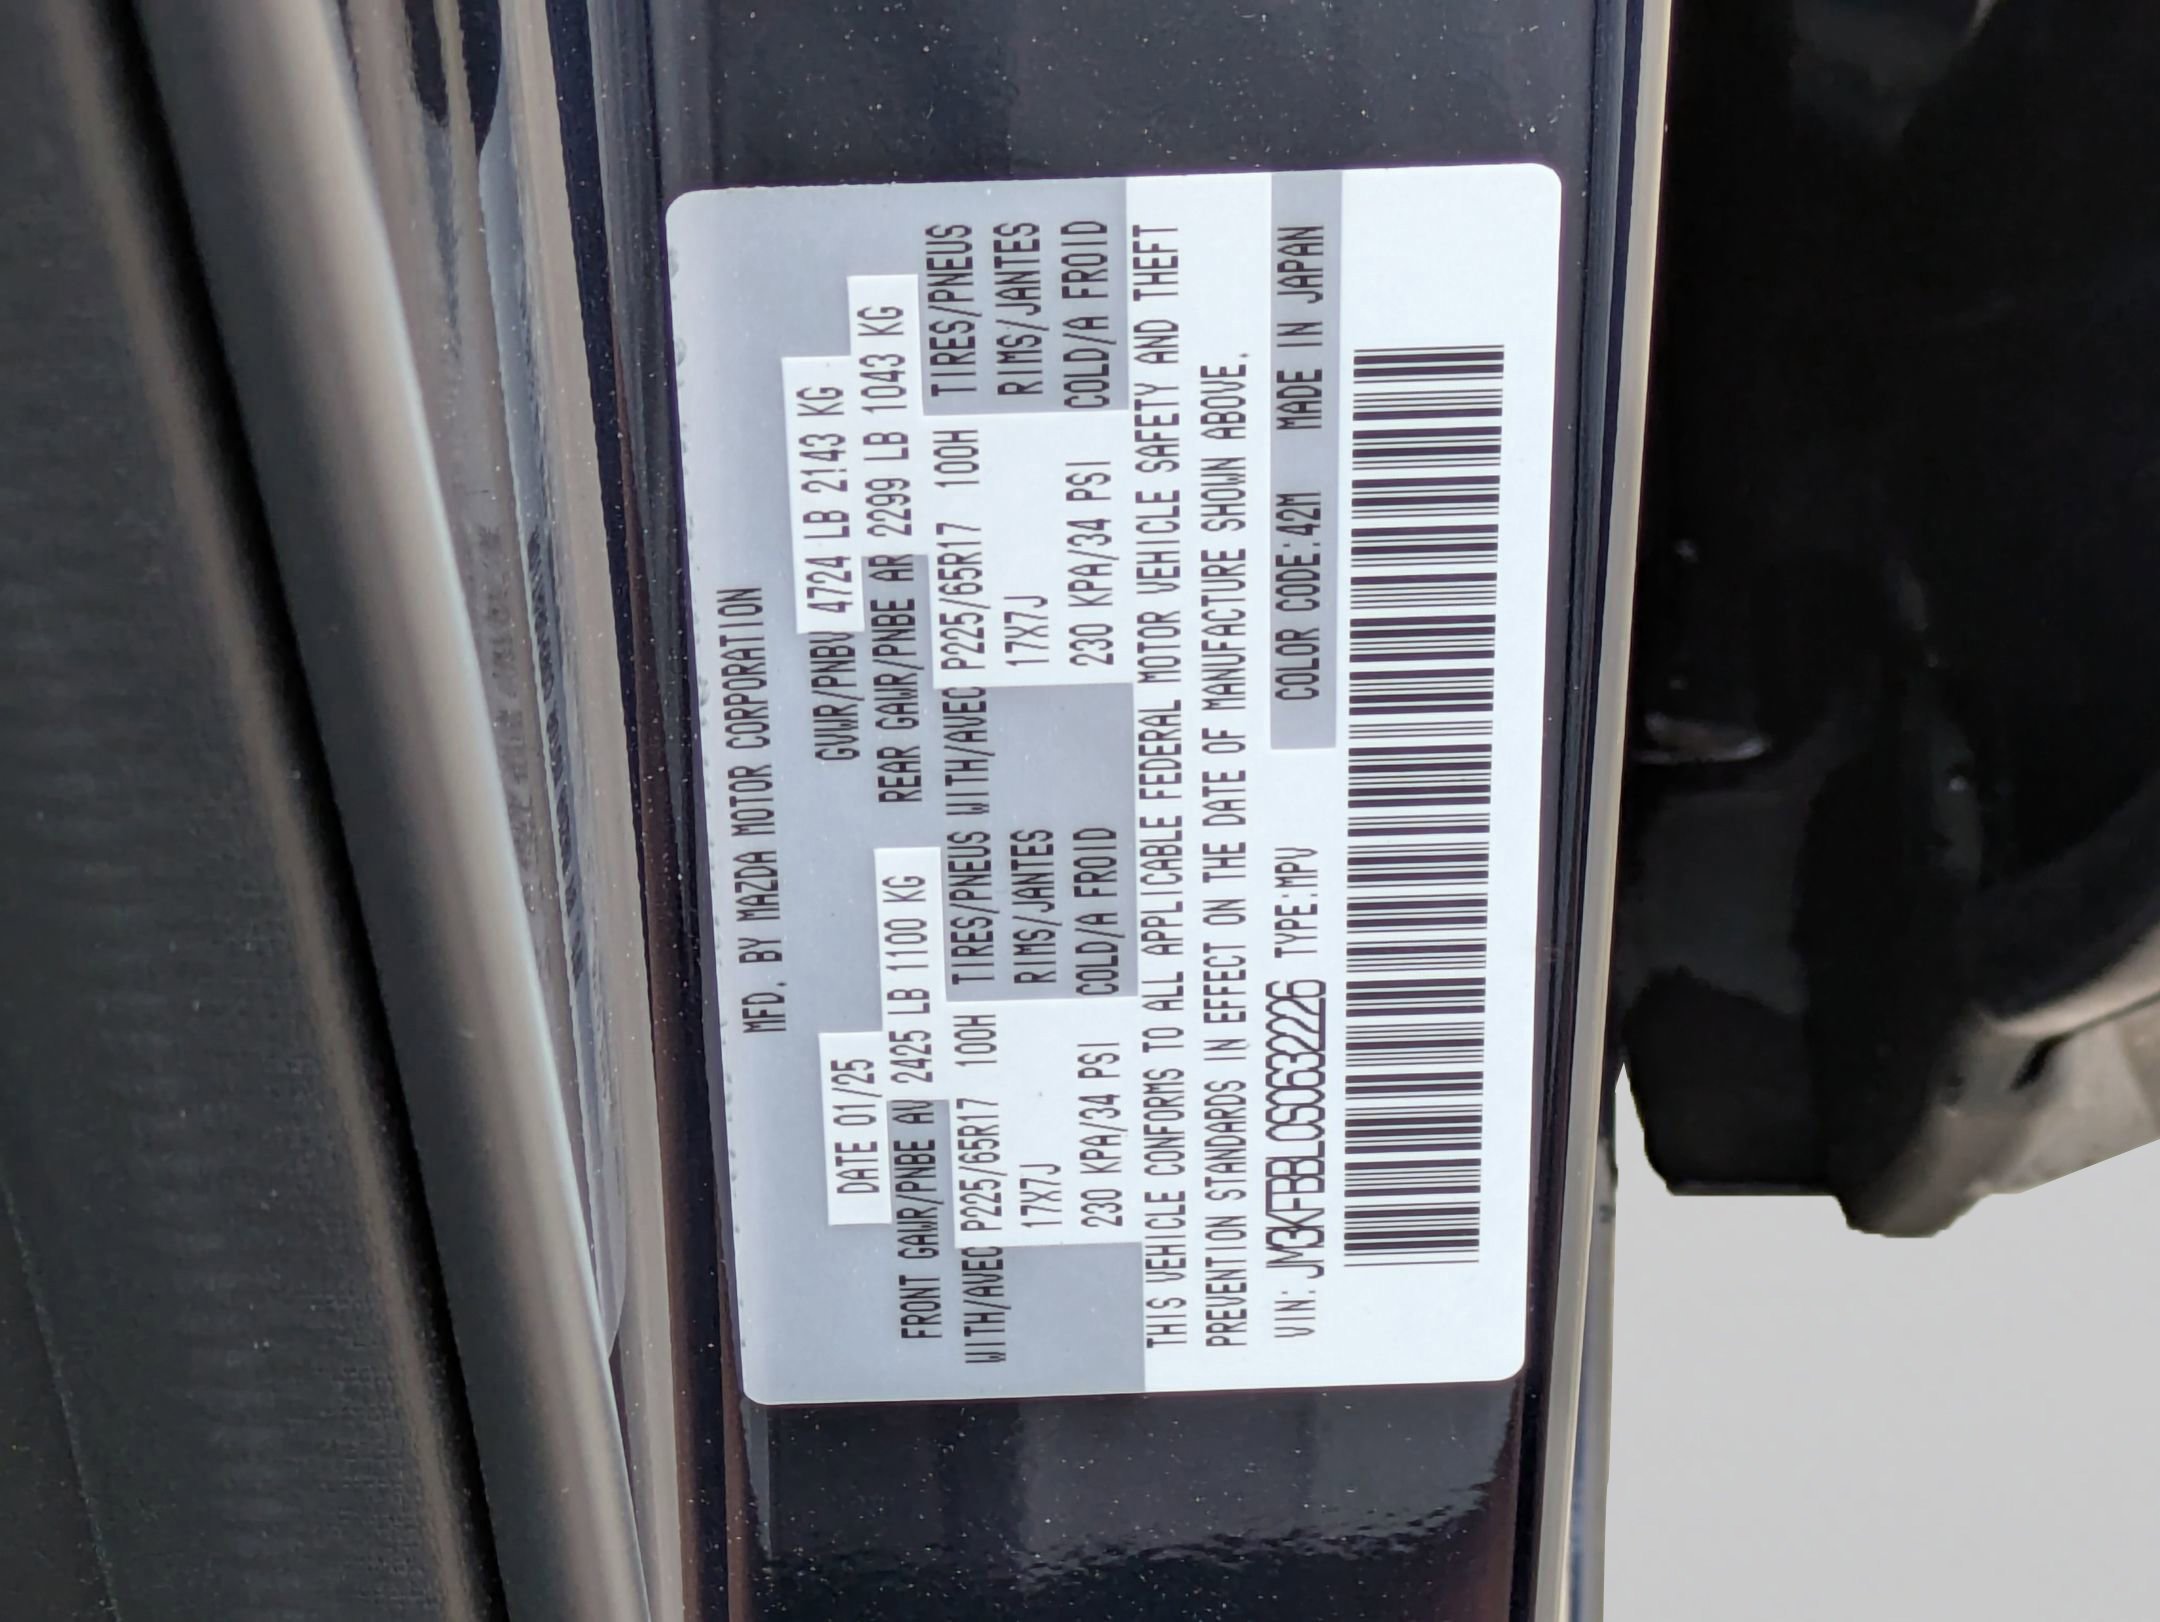 MFD. BY MAZDA MOTOR CORPORATION
DATE 01/25 GVWR/PNBV 4724 LB 2143 KG
FRONT GAWR/PNBE AV 2425 LB 1100 KG REAR GAWR/PNBE AR 2299 LB 1043 KG
WITH/AVEC P225/65R17 100H TIRES/PNEUS WITH/AVEC P225/65R17 100H TIRES/PNEUS
17X7J RIMS/JANTES 17X7J RIMS/JANTES
230 KPA/34 PSI COLD/A FROID 230 KPA/34 PSI COLD/A FROID
THIS VEHICLE CONFORMS TO ALL APPLICABLE FEDERAL MOTOR VEHICLE SAFETY AND THEFT
PREVENTION STANDARDS IN EFFECT ON THE DATE OF MANUFACTURE SHOWN ABOVE.
VIN: JM3KFBBL0S0632226 TYPE:MPV COLOR CODE:42M MADE IN JAPAN